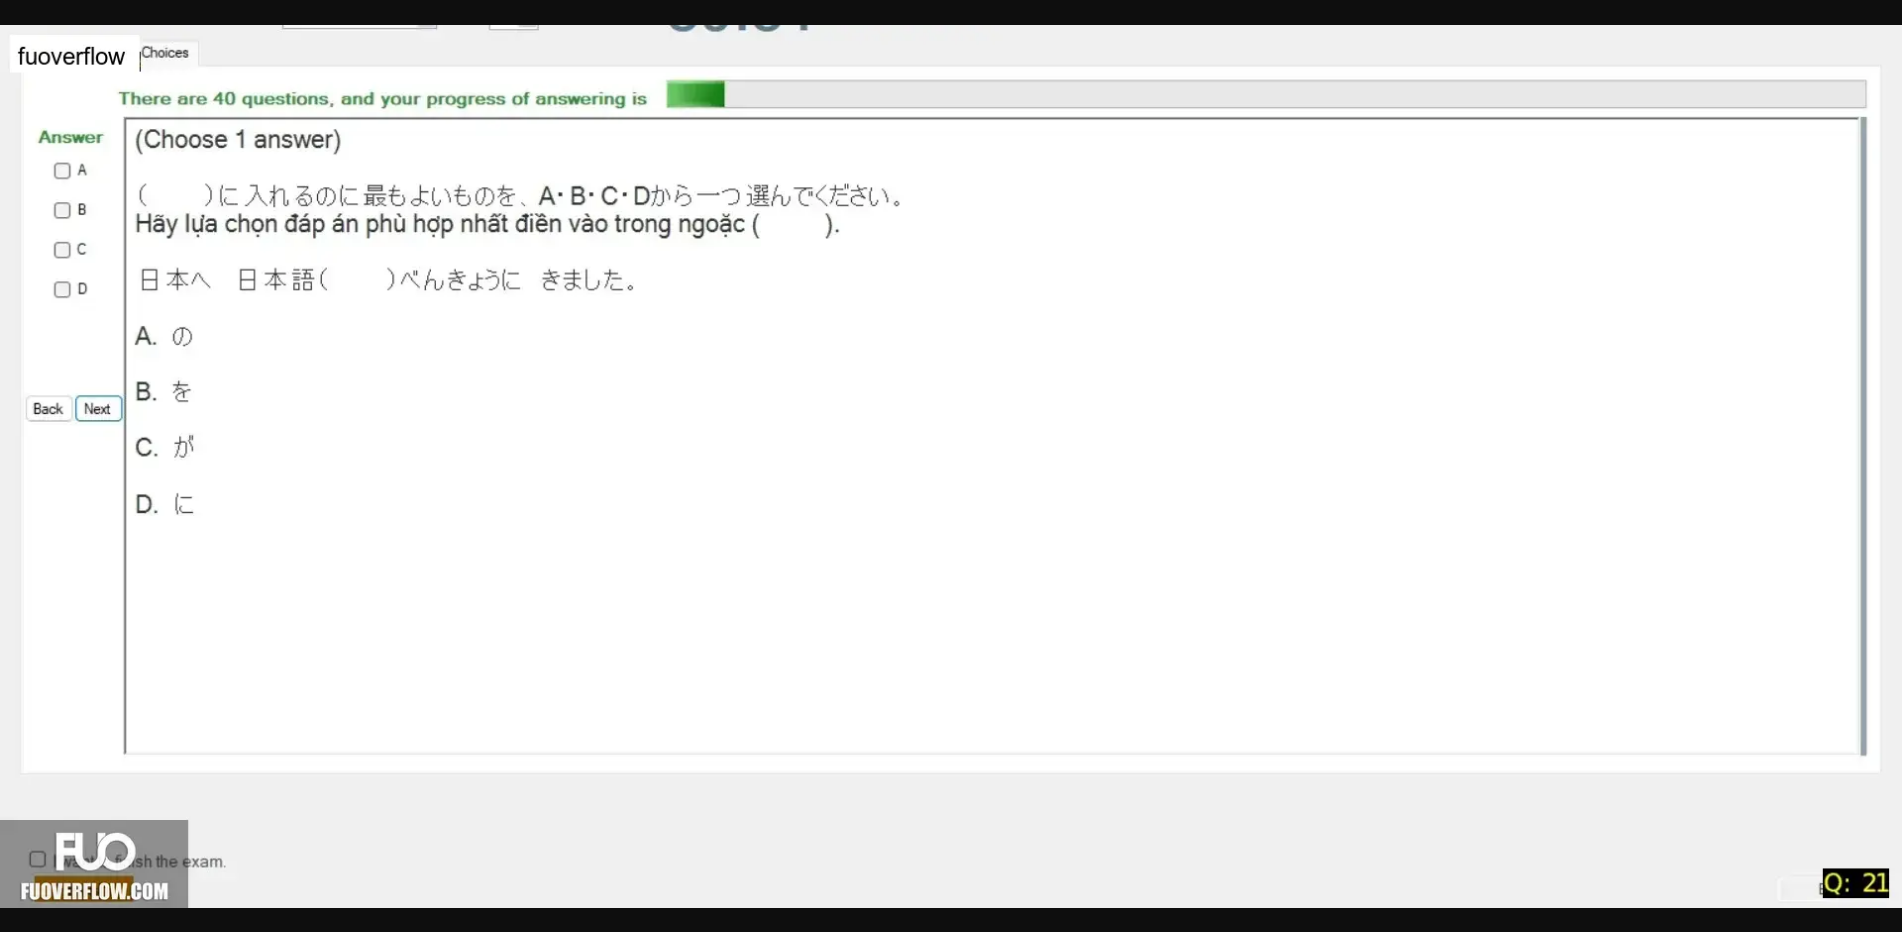 fuoverflow
Choices
There are 40 questions, and your progress of answering is
Answer
A
B
C
D
Back
Next
(Choose 1 answer)
(　　)に入れるのに最もよいものを、A・B・C・Dから一つ選んでください。
Hãy lựa chọn đáp án phù hợp nhất điền vào trong ngoặc (　　).
日本へ　日本語(　　)べんきょうに　きました。
A. の
B. を
C. が
D. に
FUO
the exam.
FUOVERFLOW.COM
Q: 21